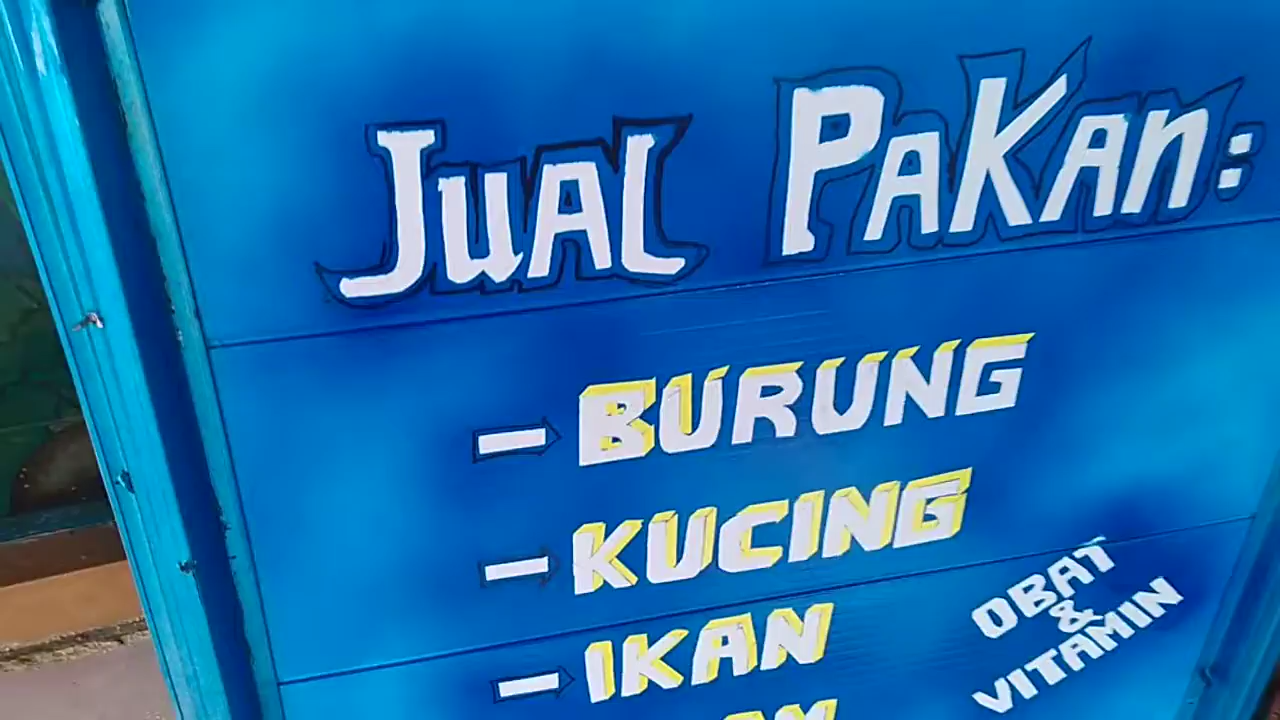 JUAL PAKAN:
- BURUNG
- KUCING
- IKAN
OBAT
&
VITAMIN